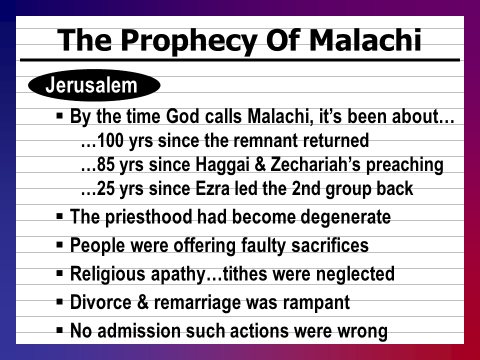 The Prophecy Of Malachi
Jerusalem
▪ By the time God calls Malachi, it's been about…
…100 yrs since the remnant returned
…85 yrs since Haggai & Zechariah's preaching
…25 yrs since Ezra led the 2nd group back
▪ The priesthood had become degenerate
▪ People were offering faulty sacrifices
▪ Religious apathy…tithes were neglected
▪ Divorce & remarriage was rampant
▪ No admission such actions were wrong